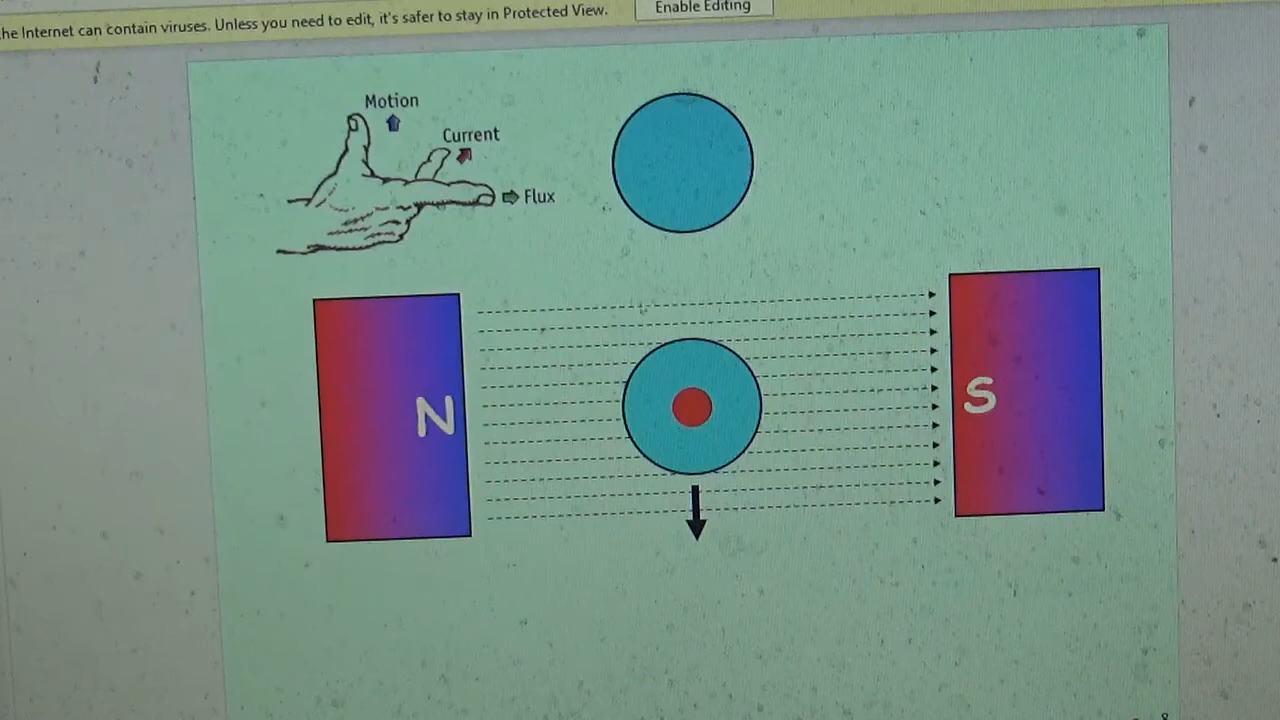 he Internet can contain viruses. Unless you need to edit, it's safer to stay in Protected View.
Enable Editing
Motion
Current
Flux
N
S
8